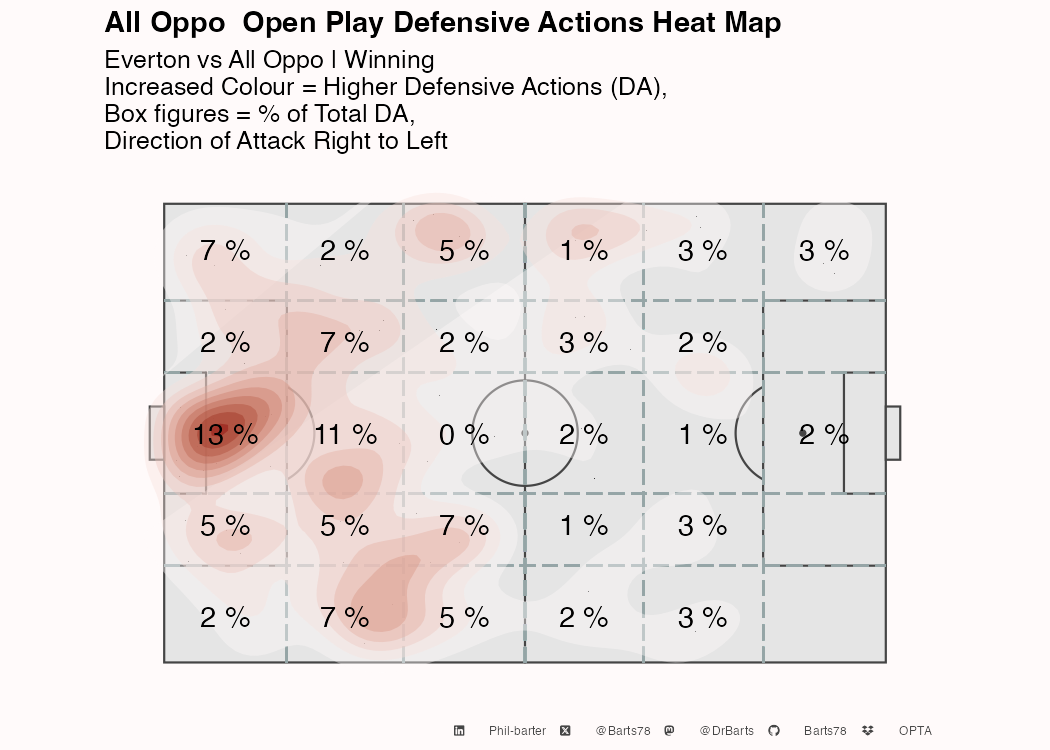 All Oppo  Open Play Defensive Actions Heat Map
Everton vs All Oppo | Winning
Increased Colour = Higher Defensive Actions (DA),
Box figures = % of Total DA,
Direction of Attack Right to Left
7 % 2 % 5 % 1 % 3 % 3 %
2 % 7 % 2 % 3 % 2 %
13 % 11 % 0 % 2 % 1 % 2 %
5 % 5 % 7 % 1 % 3 %
2 % 7 % 5 % 2 % 3 %
Phil-barter @Barts78 @DrBarts Barts78 OPTA